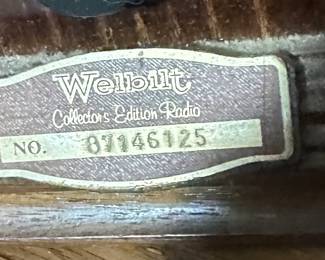 Welbilt
Collector's Edition Radio
NO. 87146125